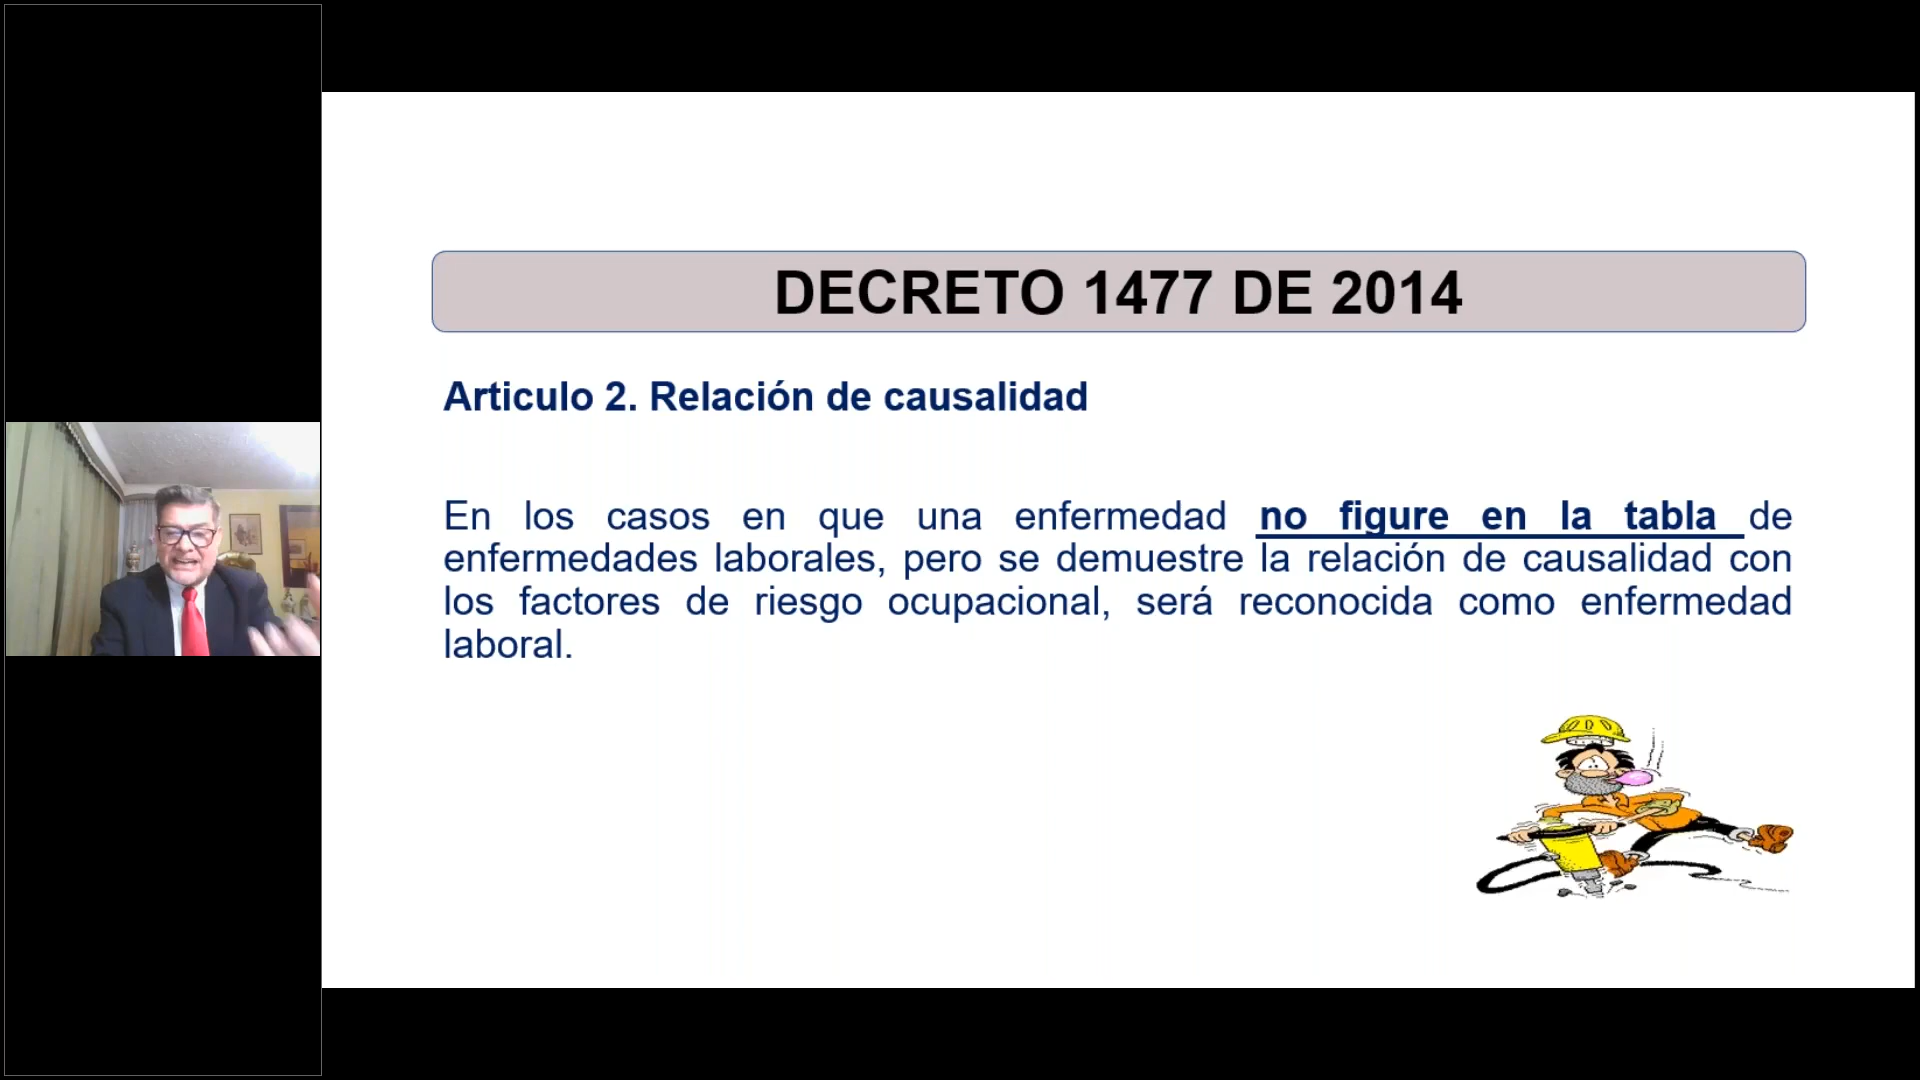 DECRETO 1477 DE 2014
Articulo 2. Relación de causalidad
En los casos en que una enfermedad no figure en la tabla de
enfermedades laborales, pero se demuestre la relación de causalidad con
los factores de riesgo ocupacional, será reconocida como enfermedad
laboral.